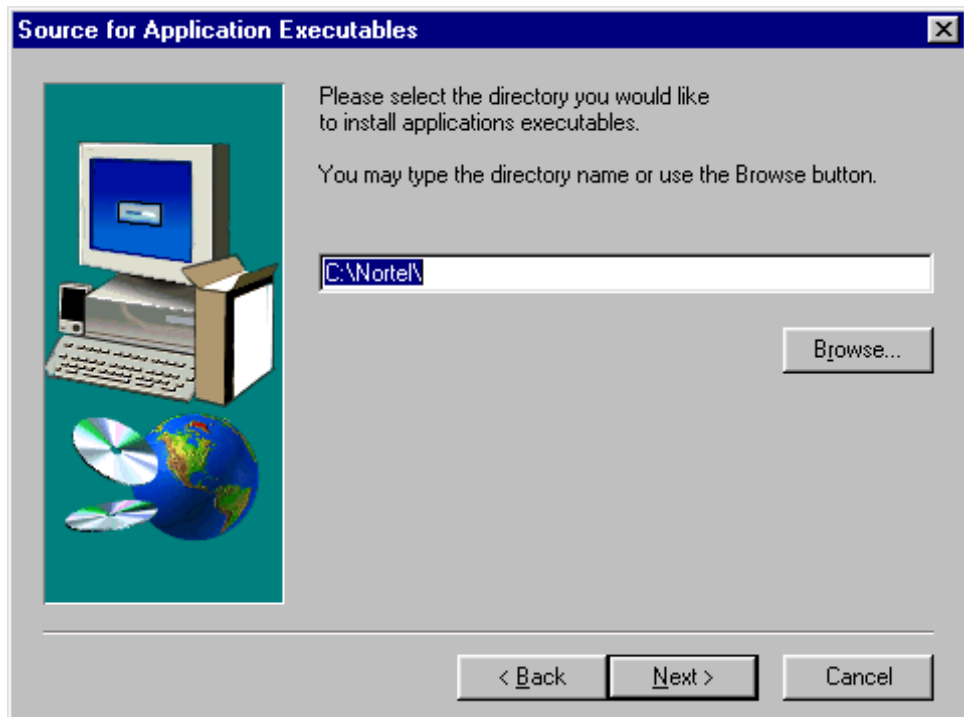 Source for Application Executables
Please select the directory you would like
to install applications executables.
You may type the directory name or use the Browse button.
C:\Nortel\
Browse...
< Back
Next >
Cancel